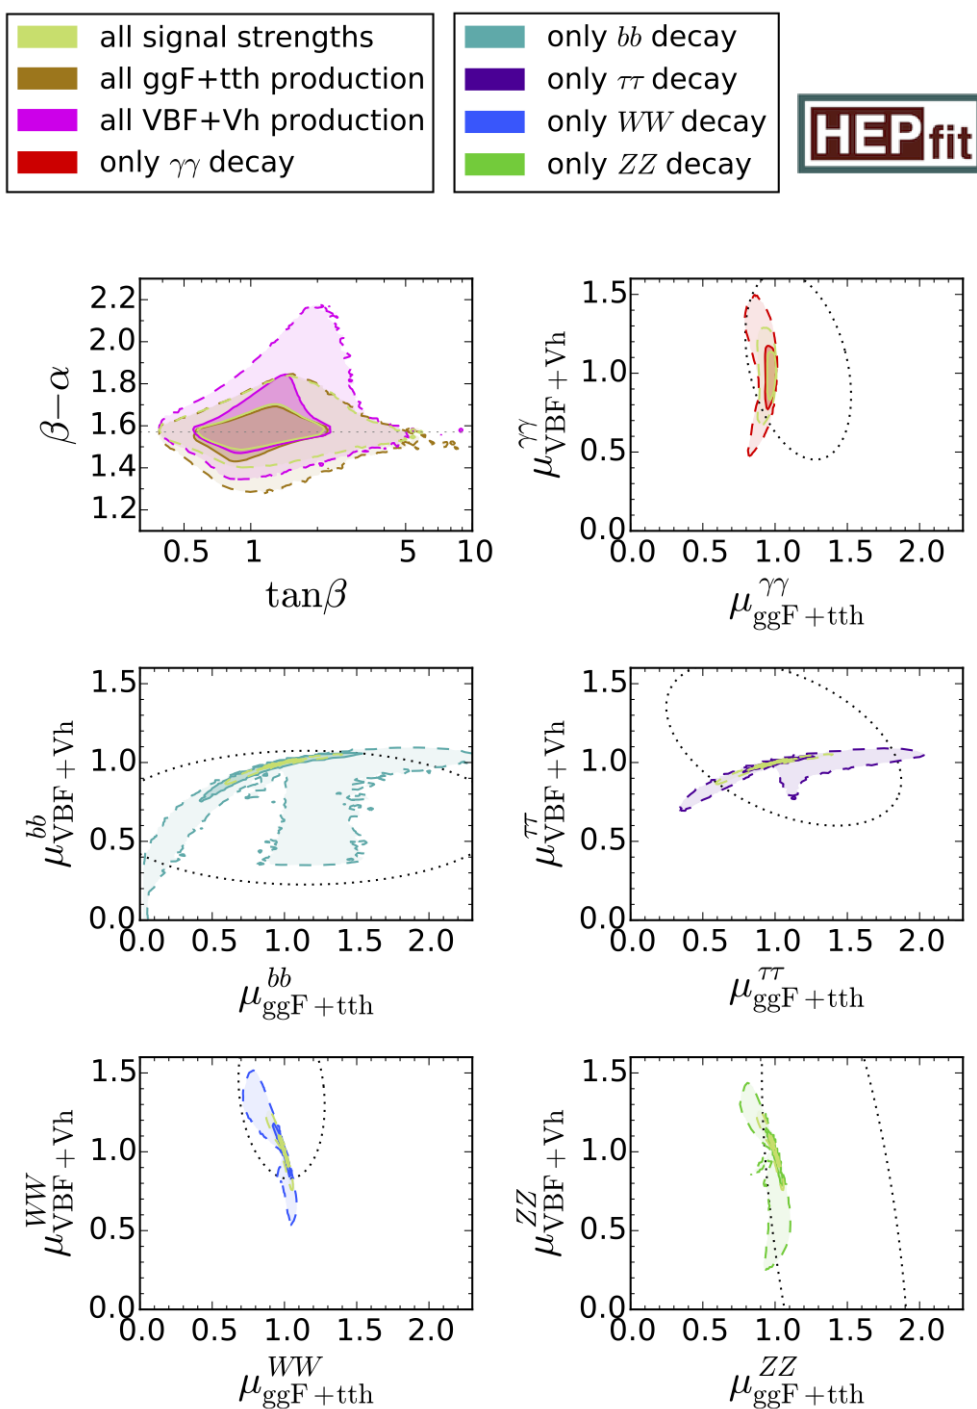 all signal strengths
all ggF+tth production
all VBF+Vh production
only γγ decay
only bb decay
only ττ decay
only WW decay
only ZZ decay
HEPfit
2.2
2.0
1.8
1.6
1.4
1.2
β−α
0.5 1 5 10
tanβ
1.5
1.0
0.5
0.0
μ^γγ_VBF+Vh
0.0 0.5 1.0 1.5 2.0
μ^γγ_ggF+tth
1.5
1.0
0.5
0.0
μ^bb_VBF+Vh
0.0 0.5 1.0 1.5 2.0
μ^bb_ggF+tth
1.5
1.0
0.5
0.0
μ^ττ_VBF+Vh
0.0 0.5 1.0 1.5 2.0
μ^ττ_ggF+tth
1.5
1.0
0.5
0.0
μ^WW_VBF+Vh
0.0 0.5 1.0 1.5 2.0
μ^WW_ggF+tth
1.5
1.0
0.5
0.0
μ^ZZ_VBF+Vh
0.0 0.5 1.0 1.5 2.0
μ^ZZ_ggF+tth